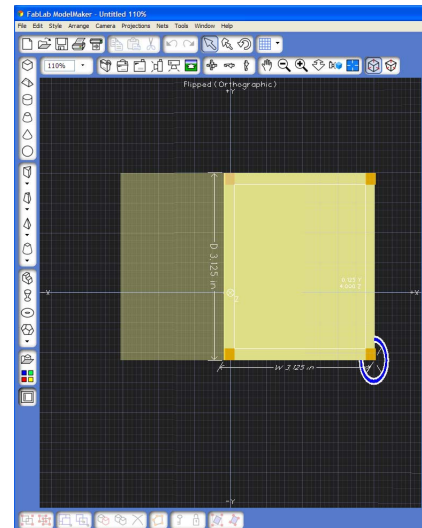 FabLab ModelMaker - Untitled 110%
File Edit Style Arrange Camera Projections Nets Tools Window Help
110%
Flipped (Orthographic)
+Y
D 3.125 in
-X
+X
W 3.125 in
-Y